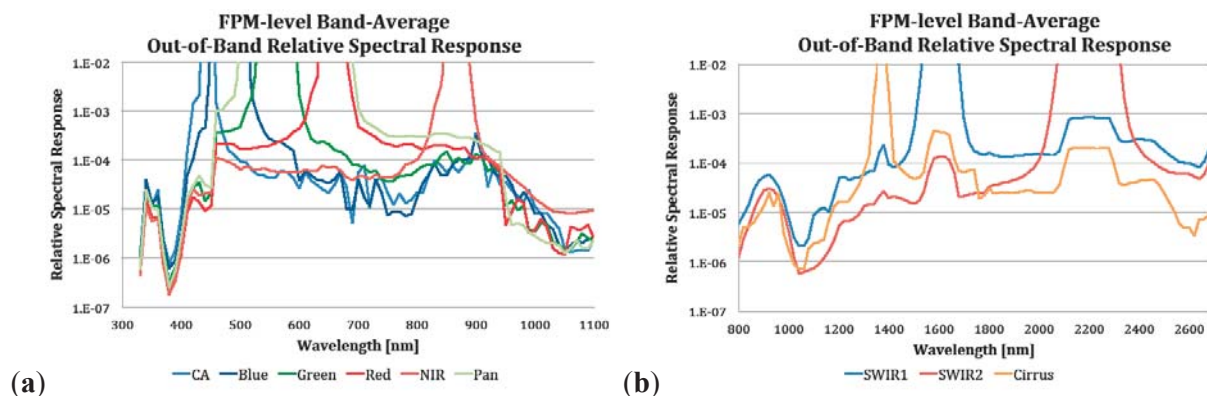 FPM-level Band-Average
Out-of-Band Relative Spectral Response
1.E-02
1.E-03
1.E-04
1.E-05
1.E-06
1.E-07
Relative Spectral Response
300 400 500 600 700 800 900 1000 1100
Wavelength [nm]
CA Blue Green Red NIR Pan
(a)
FPM-level Band-Average
Out-of-Band Relative Spectral Response
1.E-02
1.E-03
1.E-04
1.E-05
1.E-06
1.E-07
Relative Spectral Response
800 1000 1200 1400 1600 1800 2000 2200 2400 2600
Wavelength [nm]
SWIR1 SWIR2 Cirrus
(b)